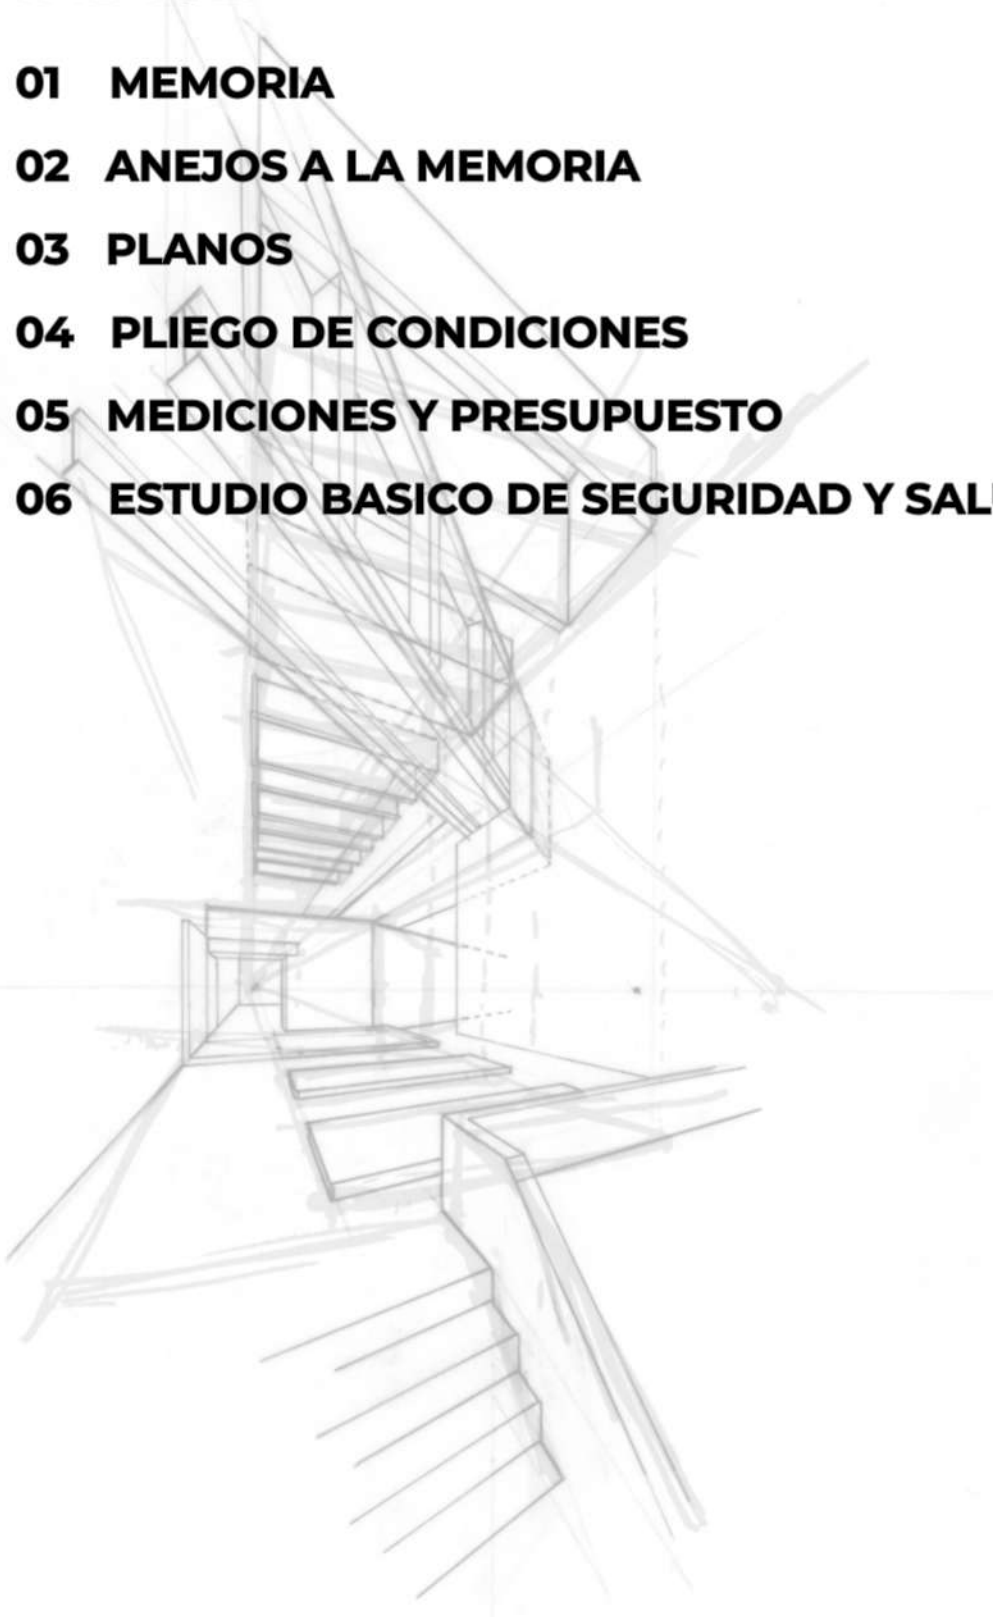 01 MEMORIA
02 ANEJOS A LA MEMORIA
03 PLANOS
04 PLIEGO DE CONDICIONES
05 MEDICIONES Y PRESUPUESTO
06 ESTUDIO BASICO DE SEGURIDAD Y